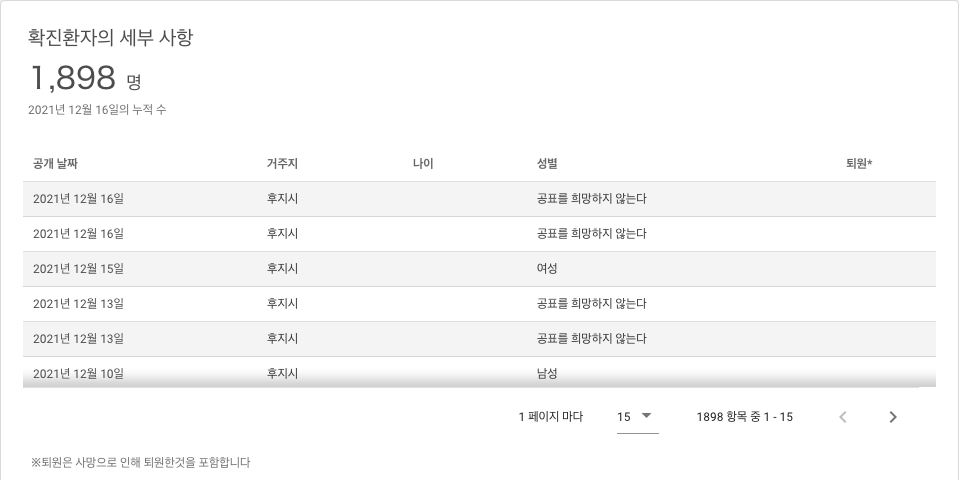 확진환자의 세부 사항
1,898 명
2021년 12월 16일의 누적 수
공개 날짜 거주지 나이 성별 퇴원*
2021년 12월 16일 후지시 공표를 희망하지 않는다
2021년 12월 16일 후지시 공표를 희망하지 않는다
2021년 12월 15일 후지시 여성
2021년 12월 13일 후지시 공표를 희망하지 않는다
2021년 12월 13일 후지시 공표를 희망하지 않는다
2021년 12월 10일 후지시 남성
1 페이지 마다 15 1898 항목 중 1 - 15
※퇴원은 사망으로 인해 퇴원한것을 포함합니다